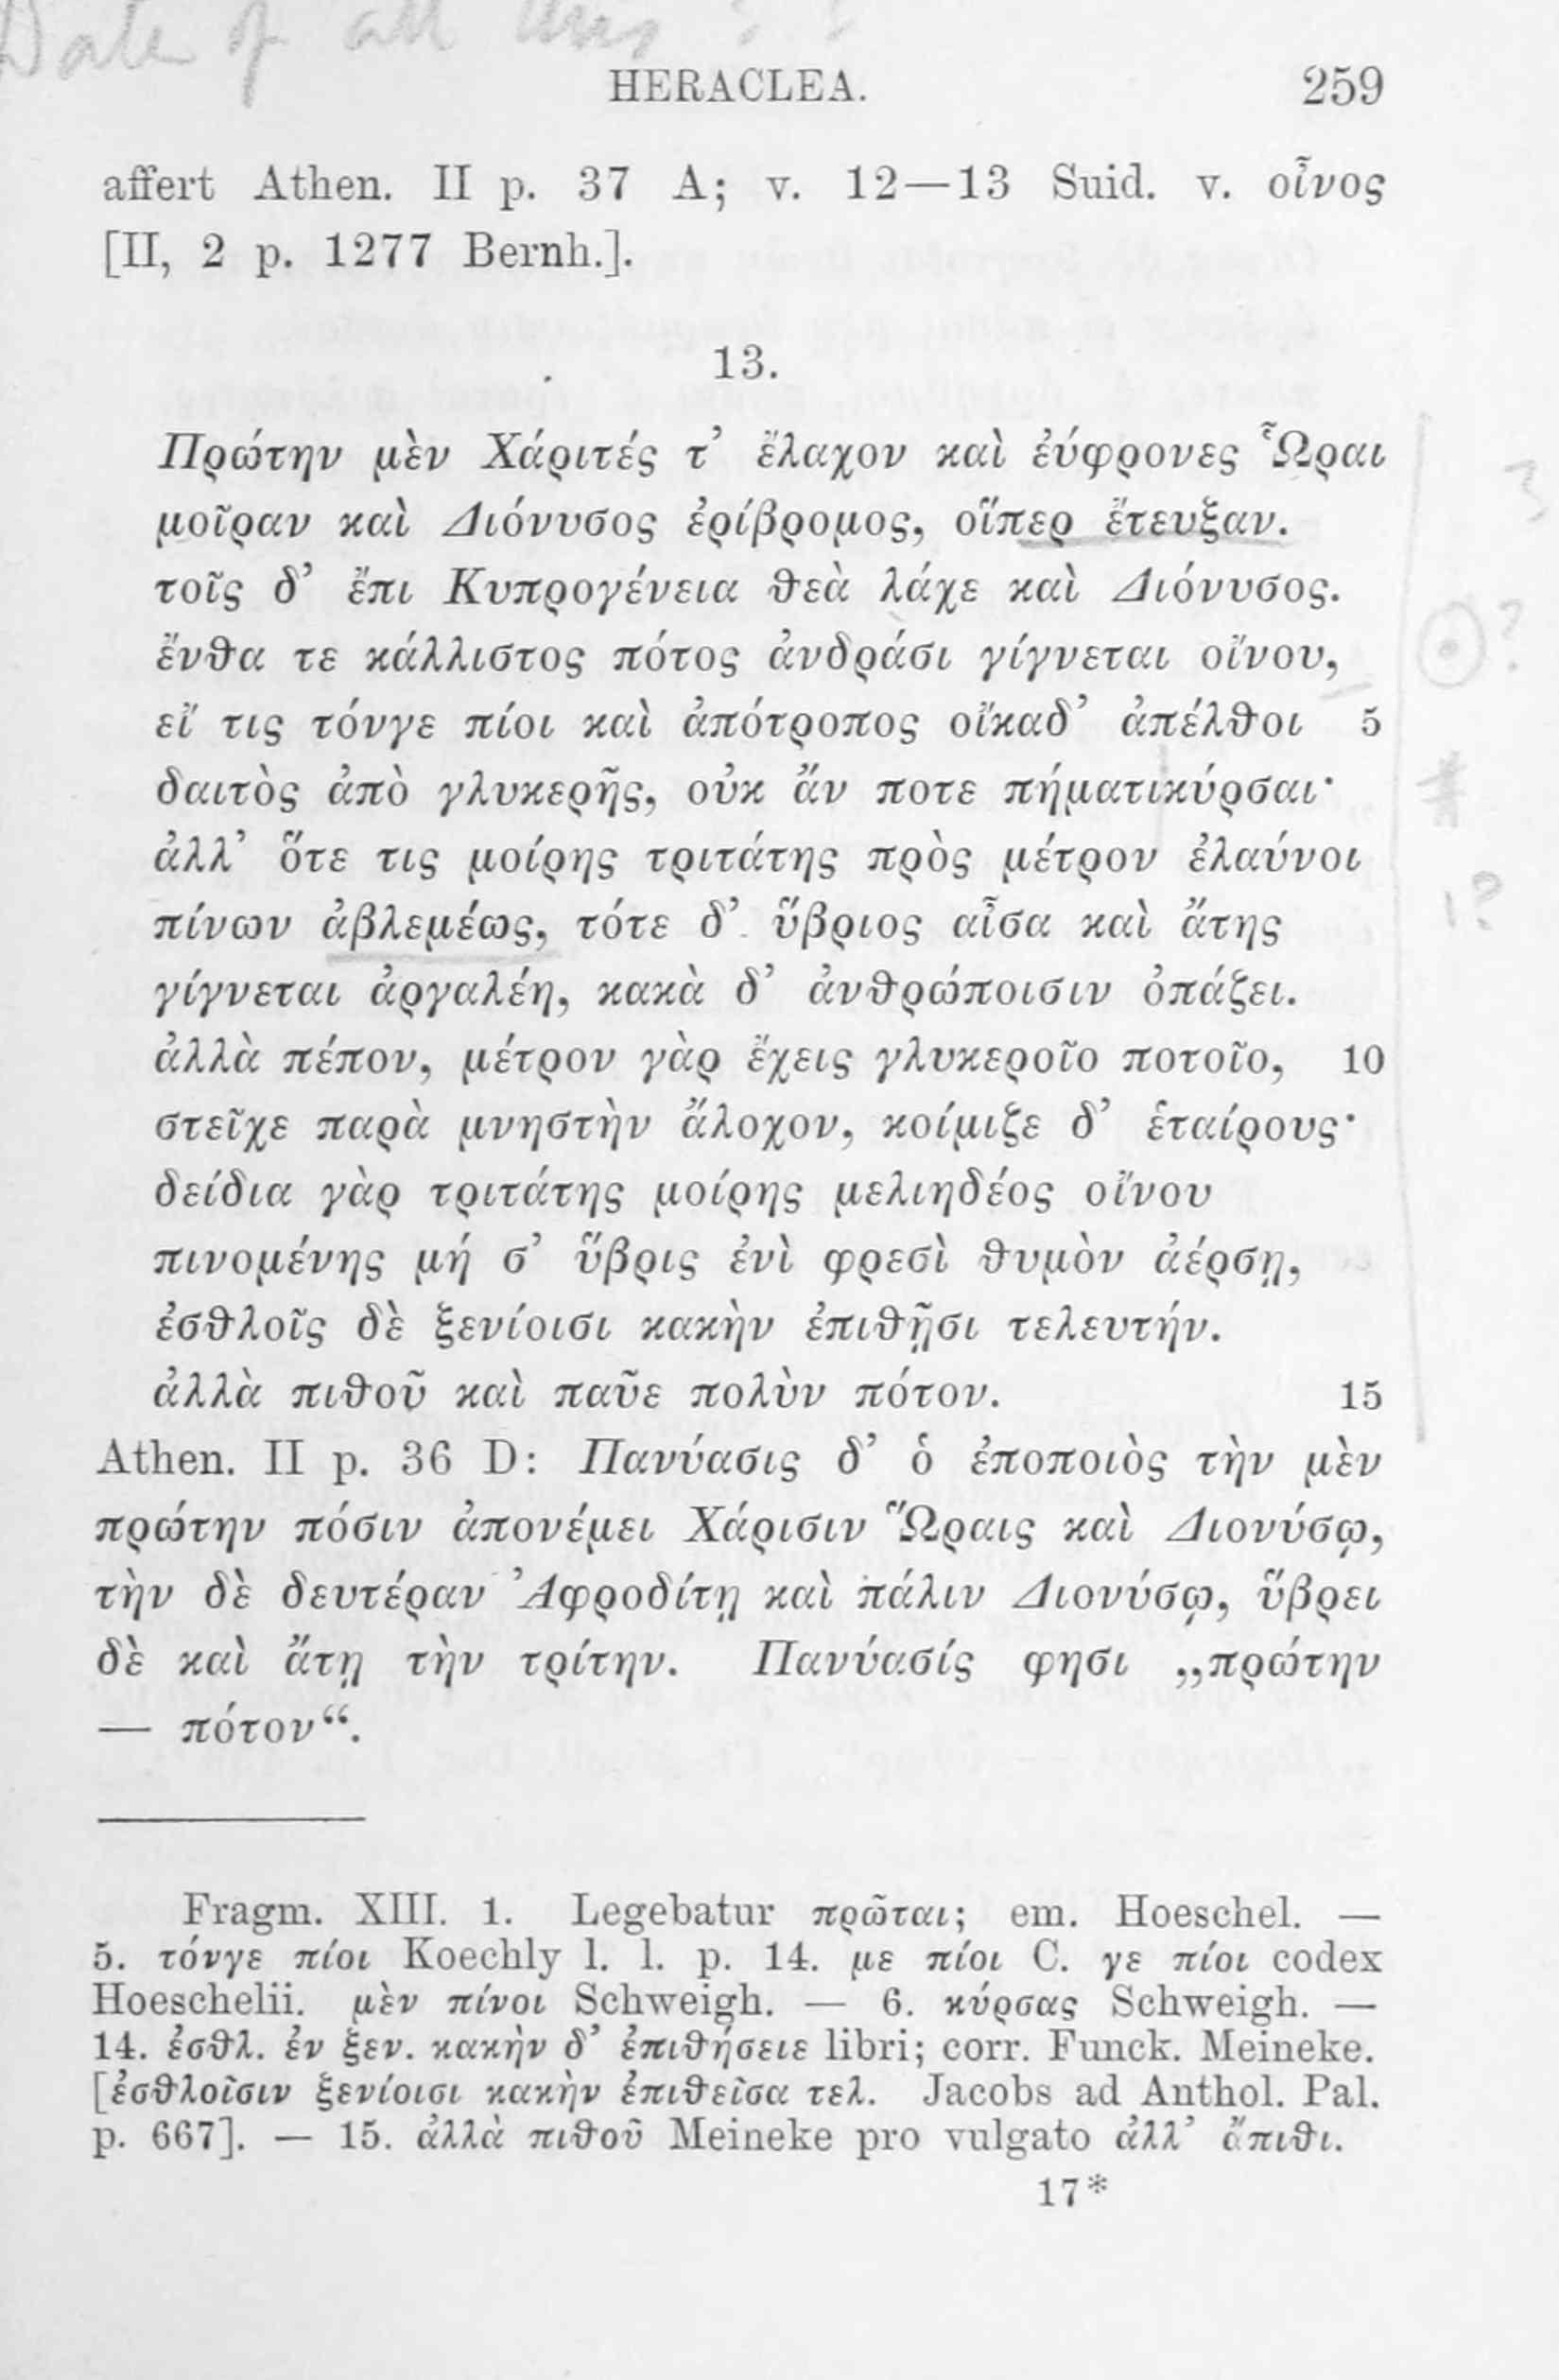 Date of all this ? ?
HERACLEA. 259
affert Athen. II p. 37 A; v. 12—13 Suid. v. οἶνος
[II, 2 p. 1277 Bernh.].
13.
Πρώτην μὲν Χάριτές τ’ ἔλαχον καὶ ἐύφρονες Ὧραι
μοῖραν καὶ Διόνυσος ἐρίβρομος, οἵπερ ἔτευξαν.
τοῖς δ’ ἔπι Κυπρογένεια θεὰ λάχε καὶ Διόνυσος.
ἔνθα τε κάλλιστος πότος ἀνδράσι γίγνεται οἴνου,
εἴ τις τόνγε πίοι καὶ ἀπότροπος οἴκαδ’ ἀπέλθοι 5
δαιτὸς ἀπὸ γλυκερῆς, οὐκ ἄν ποτε πήματικύρσαι·
ἀλλ’ ὅτε τις μοίρης τριτάτης πρὸς μέτρον ἐλαύνοι
πίνων ἀβλεμέως, τότε δ’ ὕβριος αἶσα καὶ ἄτης
γίγνεται ἀργαλέη, κακὰ δ’ ἀνθρώποισιν ὀπάζει.
ἀλλὰ πέπον, μέτρον γὰρ ἔχεις γλυκεροῖο ποτοῖο, 10
στεῖχε παρὰ μνηστὴν ἄλοχον, κοίμιζε δ’ ἑταίρους·
δείδια γὰρ τριτάτης μοίρης μελιηδέος οἴνου
πινομένης μή σ’ ὕβρις ἐνὶ φρεσὶ θυμὸν ἀέρσῃ,
ἐσθλοῖς δὲ ξενίοισι κακὴν ἐπιθῇσι τελευτήν.
ἀλλὰ πιθοῦ καὶ παῦε πολὺν πότον. 15
Athen. II p. 36 D: Πανύασις δ’ ὁ ἐποποιὸς τὴν μὲν
πρώτην πόσιν ἀπονέμει Χάρισιν Ὥραις καὶ Διονύσῳ,
τὴν δὲ δευτέραν Ἀφροδίτῃ καὶ πάλιν Διονύσῳ, ὕβρει
δὲ καὶ ἄτῃ τὴν τρίτην. Πανύασίς φησι „πρώτην
— πότον“.
Fragm. XIII. 1. Legebatur πρῶται; em. Hoeschel. —
5. τόνγε πίοι Koechly l. l. p. 14. με πίοι C. γε πίοι codex
Hoeschelii. μὲν πίνοι Schweigh. — 6. κύρσας Schweigh. —
14. ἐσθλ. ἐν ξεν. κακὴν δ’ ἐπιθήσειε libri; corr. Funck. Meineke.
[ἐσθλοῖσιν ξενίοισι κακὴν ἐπιθεῖσα τελ. Jacobs ad Anthol. Pal.
p. 667]. — 15. ἀλλὰ πιθοῦ Meineke pro vulgato ἀλλ’ ἄπιθι.
17*